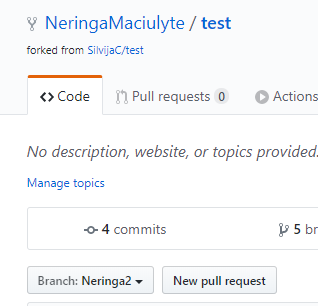 NeringaMaciulyte / test
forked from SilvijaC/test
Code Pull requests 0 Actions
No description, website, or topics provided.
Manage topics
4 commits 5
Branch: Neringa2 New pull request